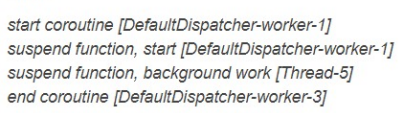 start coroutine [DefaultDispatcher-worker-1]
suspend function, start [DefaultDispatcher-worker-1]
suspend function, background work [Thread-5]
end coroutine [DefaultDispatcher-worker-3]